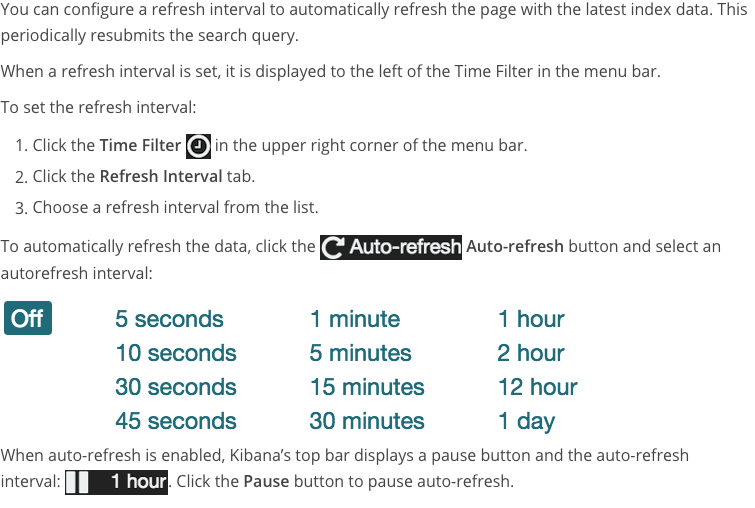 You can configure a refresh interval to automatically refresh the page with the latest index data. This
periodically resubmits the search query.
When a refresh interval is set, it is displayed to the left of the Time Filter in the menu bar.
To set the refresh interval:
1. Click the Time Filter in the upper right corner of the menu bar.
2. Click the Refresh Interval tab.
3. Choose a refresh interval from the list.
To automatically refresh the data, click the Auto-refresh Auto-refresh button and select an
autorefresh interval:
Off 5 seconds 1 minute 1 hour
10 seconds 5 minutes 2 hour
30 seconds 15 minutes 12 hour
45 seconds 30 minutes 1 day
When auto-refresh is enabled, Kibana’s top bar displays a pause button and the auto-refresh
interval: 1 hour. Click the Pause button to pause auto-refresh.